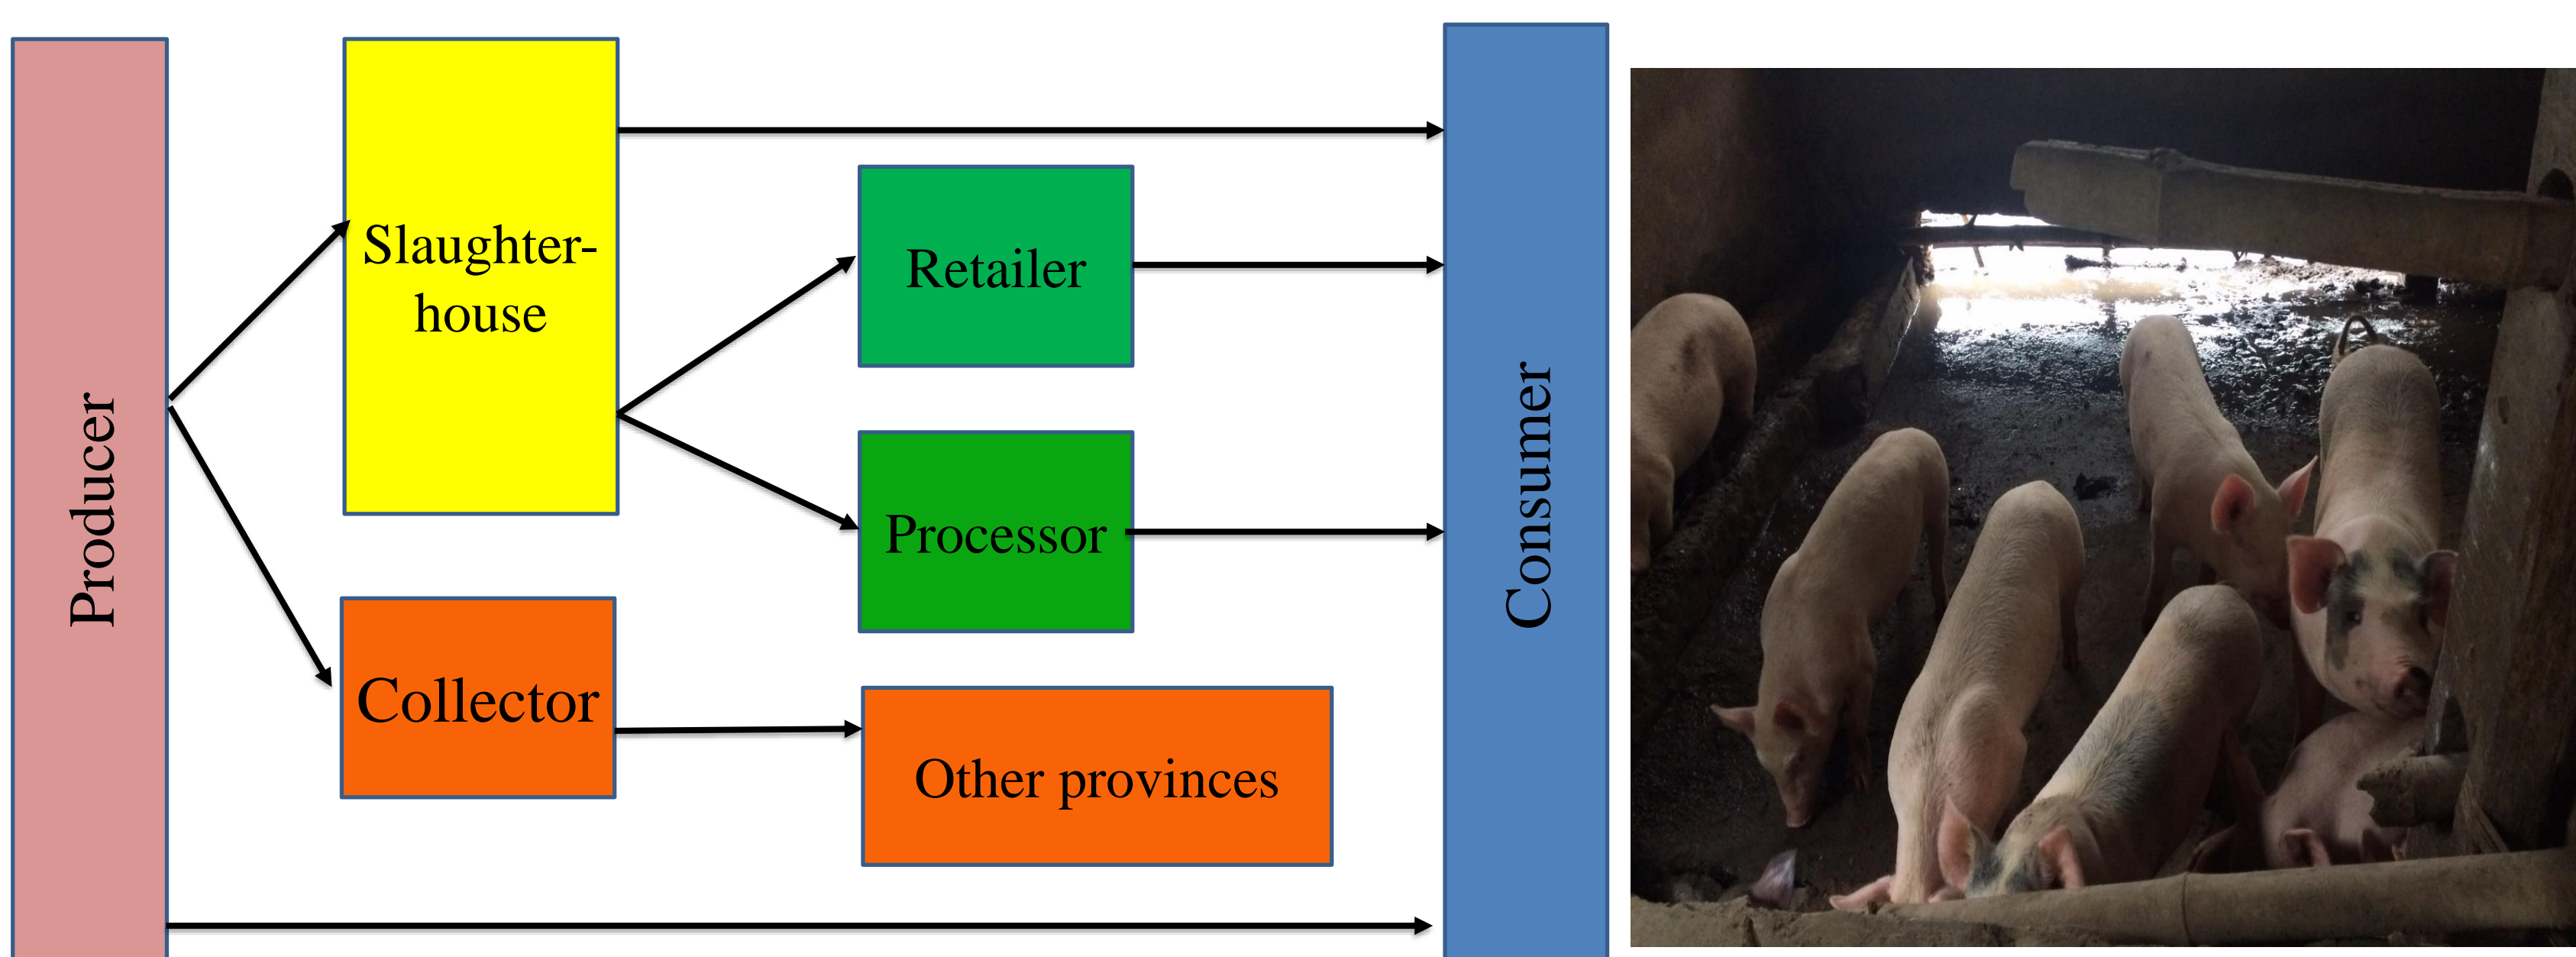 Producer
Slaughter-
house
Retailer
Processor
Collector
Other provinces
Consumer